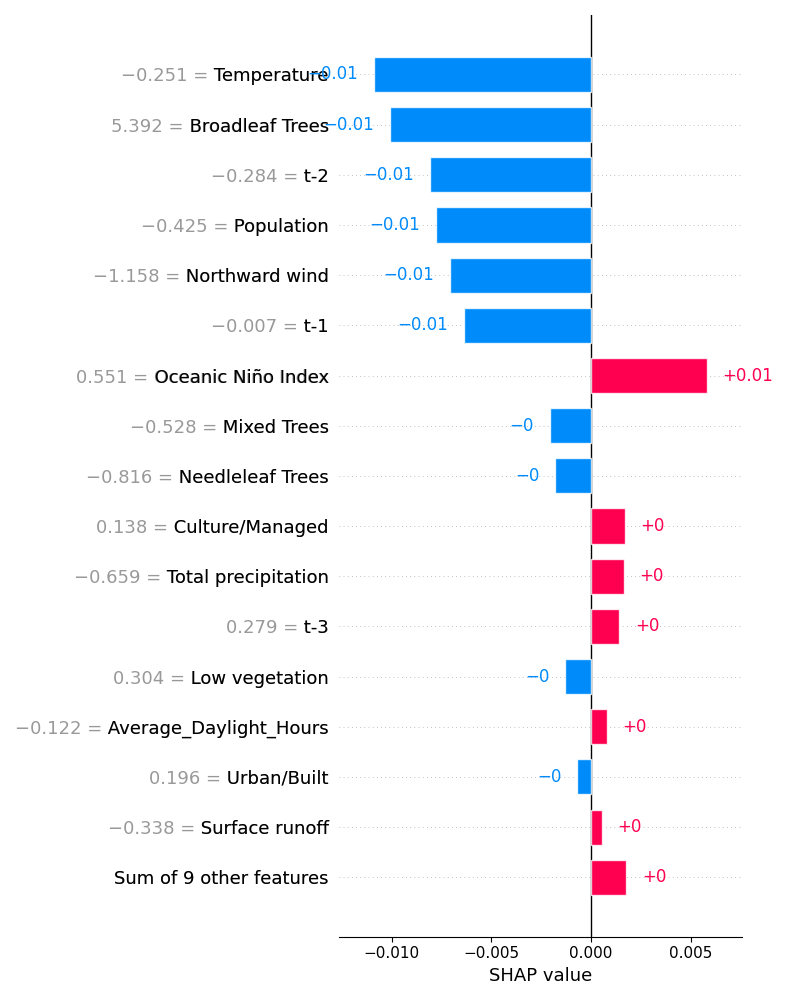 −0.251 = Temperature −0.01
5.392 = Broadleaf Trees −0.01
−0.284 = t-2 −0.01
−0.425 = Population −0.01
−1.158 = Northward wind −0.01
−0.007 = t-1 −0.01
0.551 = Oceanic Niño Index +0.01
−0.528 = Mixed Trees −0
−0.816 = Needleleaf Trees −0
0.138 = Culture/Managed +0
−0.659 = Total precipitation +0
0.279 = t-3 +0
0.304 = Low vegetation −0
−0.122 = Average_Daylight_Hours +0
0.196 = Urban/Built −0
−0.338 = Surface runoff +0
Sum of 9 other features +0
−0.010 −0.005 0.000 0.005
SHAP value